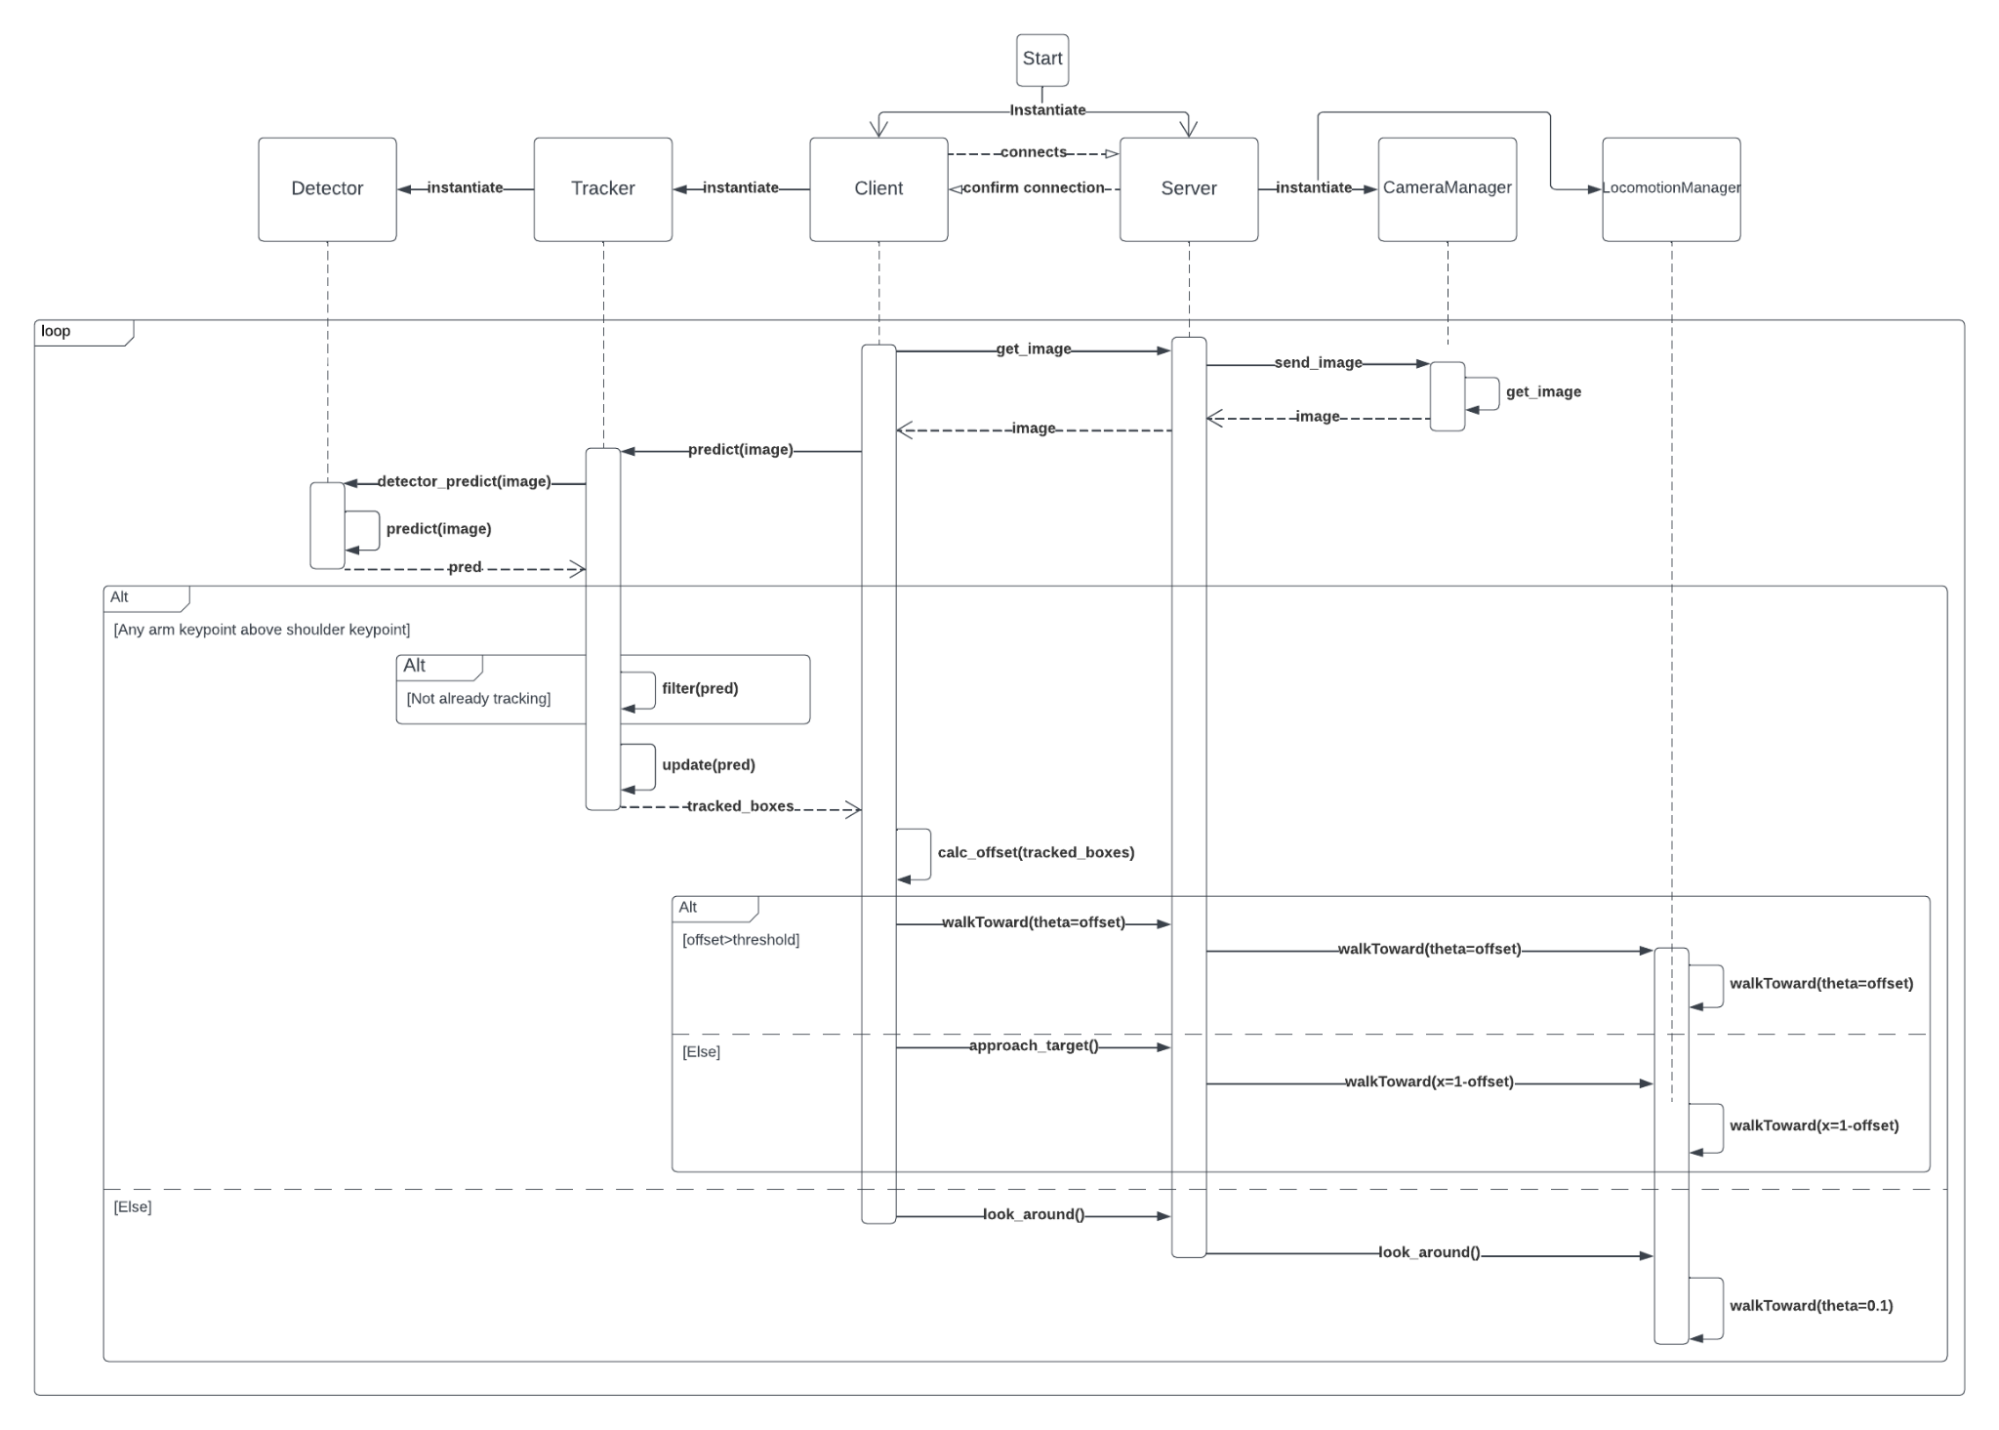 Start
Instantiate
connects
Detector
instantiate
Tracker
instantiate
Client
confirm connection
Server
instantiate
CameraManager
LocomotionManager
loop
get_image
send_image
get_image
image
image
predict(image)
detector_predict(image)
predict(image)
pred
Alt
[Any arm keypoint above shoulder keypoint]
Alt
filter(pred)
[Not already tracking]
update(pred)
tracked_boxes
calc_offset(tracked_boxes)
Alt
walkToward(theta=offset)
[offset>threshold]
walkToward(theta=offset)
walkToward(theta=offset)
approach_target()
[Else]
walkToward(x=1-offset)
walkToward(x=1-offset)
[Else]
look_around()
look_around()
walkToward(theta=0.1)